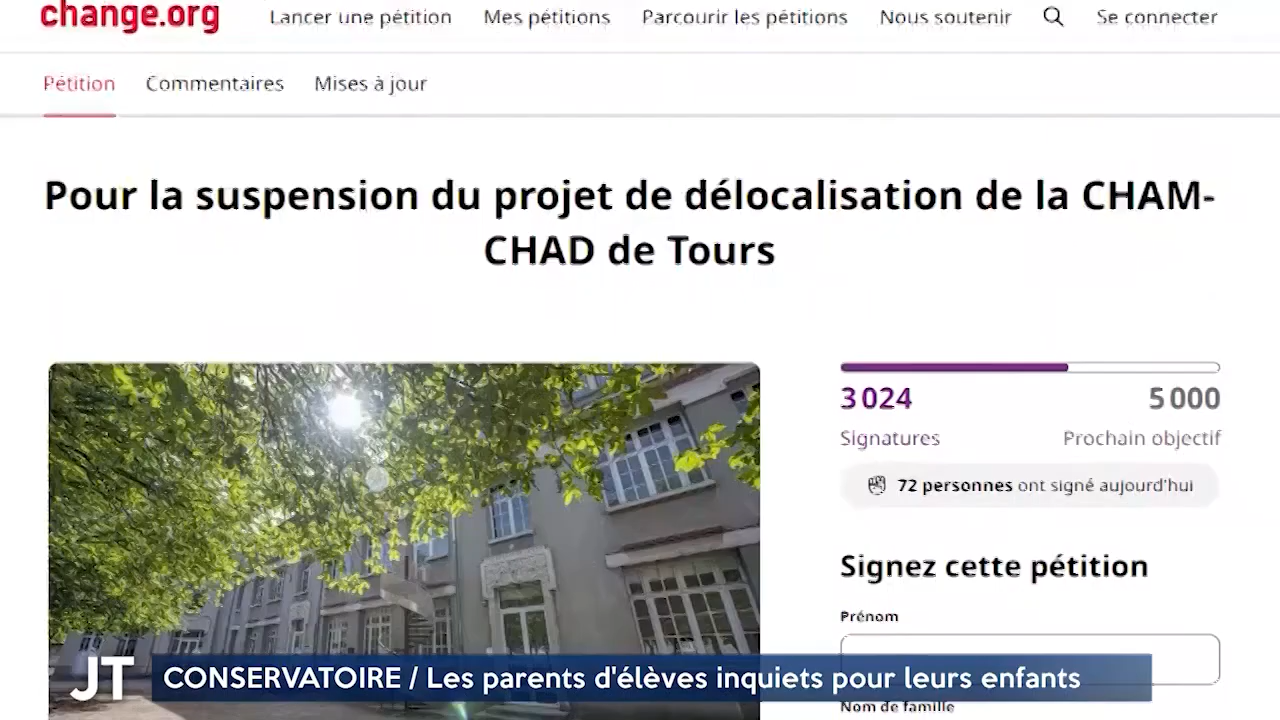 change.org
Lancer une pétition
Mes pétitions
Parcourir les pétitions
Nous soutenir
Se connecter
Pétition
Commentaires
Mises à jour
Pour la suspension du projet de délocalisation de la CHAM-
CHAD de Tours
3 024
5 000
Signatures
Prochain objectif
72 personnes ont signé aujourd'hui
Signez cette pétition
Prénom
JT
CONSERVATOIRE / Les parents d'élèves inquiets pour leurs enfants
Nom de famille